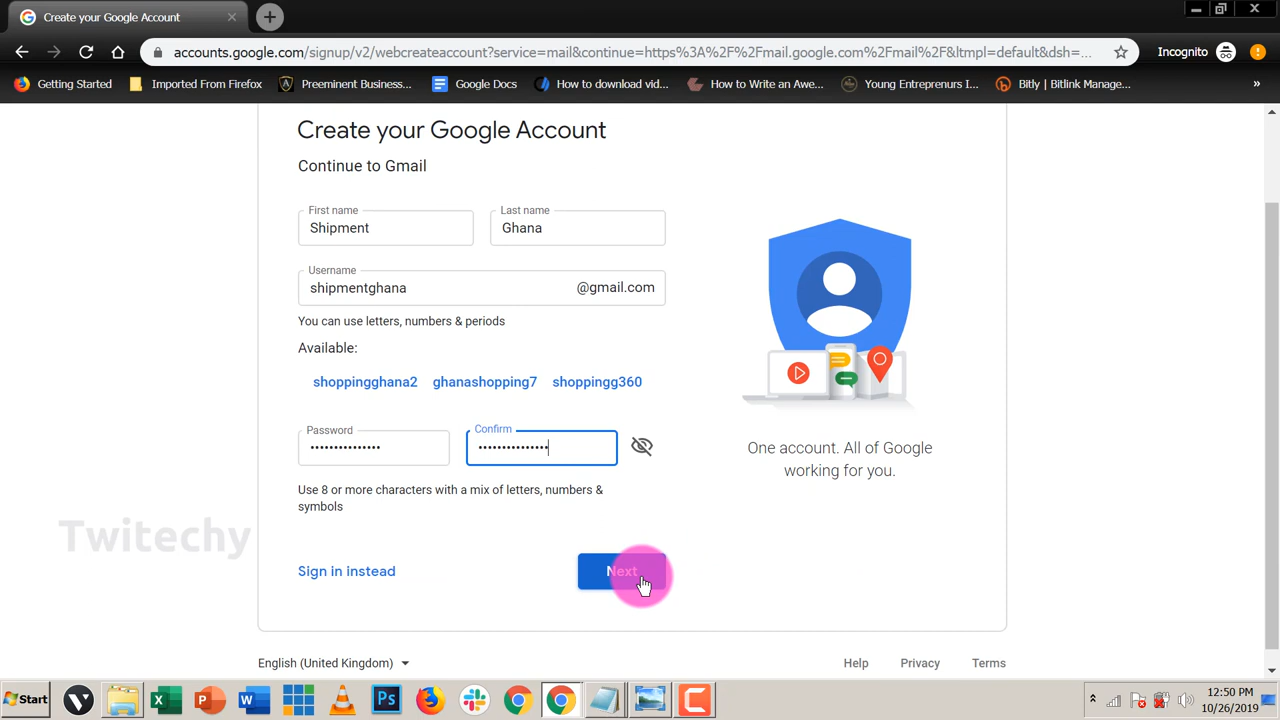 Create your Google Account
accounts.google.com/signup/v2/webcreateaccount?service=mail&continue=https%3A%2F%2Fmail.google.com%2Fmail%2F&ltmpl=default&dsh=...
Incognito
Getting Started
Imported From Firefox
Preeminent Business...
Google Docs
How to download vid...
How to Write an Awe...
Young Entreprenurs I...
Bitly | Bitlink Manage...
»
Create your Google Account
Continue to Gmail
First name
Last name
Shipment
Ghana
Username
shipmentghana
@gmail.com
You can use letters, numbers & periods
Available:
shoppingghana2 ghanashopping7 shoppingg360
Password
Confirm
•••••••••••••••
•••••••••••••••
Use 8 or more characters with a mix of letters, numbers &
symbols
One account. All of Google
working for you.
Twitechy
Sign in instead
Next
English (United Kingdom)
Help
Privacy
Terms
Start
12:50 PM
10/26/2019